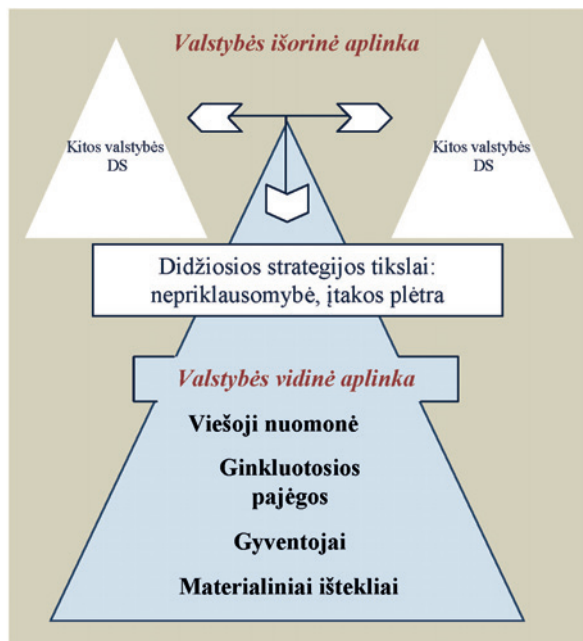 Valstybės išorinė aplinka
Kitos valstybės
DS
Kitos valstybės
DS
Didžiosios strategijos tikslai:
nepriklausomybė, įtakos plėtra
Valstybės vidinė aplinka
Viešoji nuomonė
Ginkluotosios
pajėgos
Gyventojai
Materialiniai ištekliai